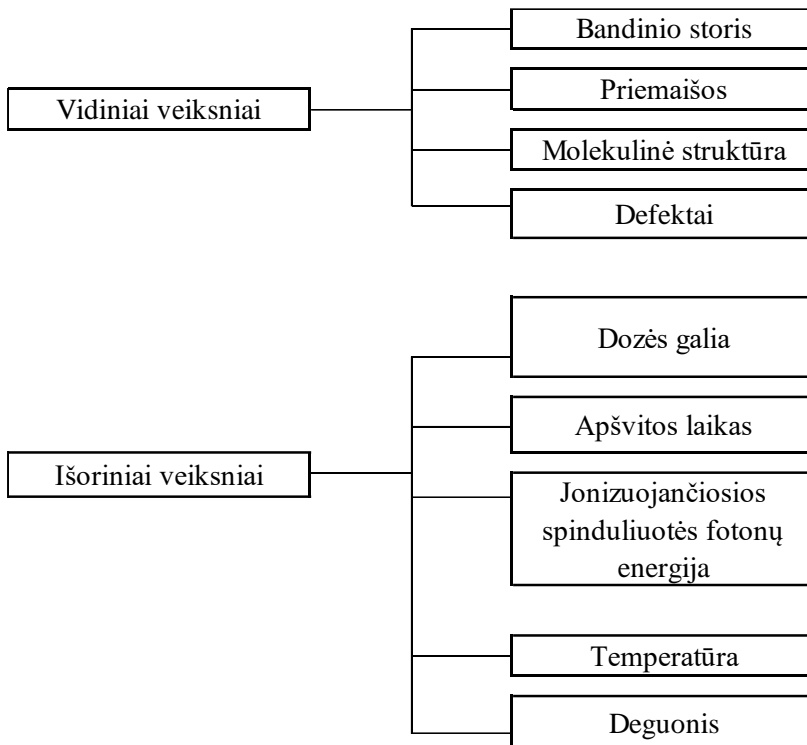 Vidiniai veiksniai
Bandinio storis
Priemaišos
Molekulinė struktūra
Defektai
Išoriniai veiksniai
Dozės galia
Apšvitos laikas
Jonizuojančiosios
spinduliuotės fotonų
energija
Temperatūra
Deguonis